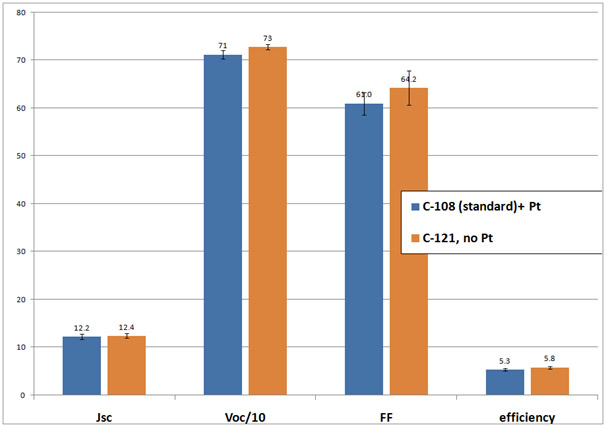 80
70
60
50
40
30
20
10
0
12.2
12.4
71
73
61.0
64.2
5.3
5.8
C-108 (standard)+ Pt
C-121, no Pt
Jsc
Voc/10
FF
efficiency